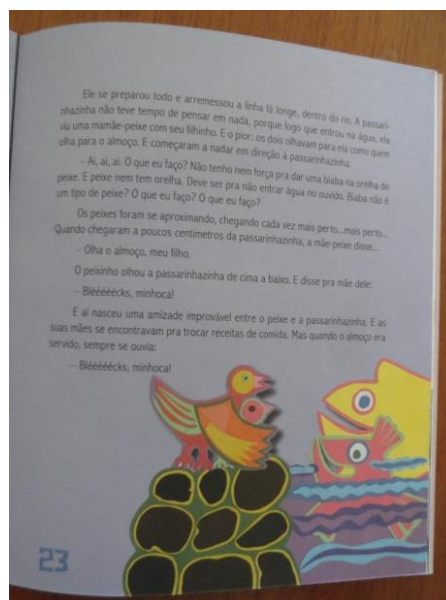 Ele se preparou todo e arremessou a linha lá longe, dentro do rio. A passari-
nhazinha não teve tempo de pensar em nada, porque logo que entrou na água, ela
viu uma mamãe-peixe com seu filhinho. E o pior: os dois olhavam para ela como quem
olha para o almoço. E começaram a nadar em direção à passarinhazinha.
– Ai, ai, ai. O que eu faço? Não tenho nem força pra dar uma biaba na orelha do
peixe. E peixe nem tem orelha. Deve ser pra não entrar água no ouvido. Biaba não é
um tipo de peixe? O que eu faço? O que eu faço?
Os peixes foram se aproximando, chegando cada vez mais perto...mais perto...
Quando chegaram a poucos centímetros da passarinhazinha, a mãe-peixe disse...
– Olha o almoço, meu filho.
O peixinho olhou a passarinhazinha de cima a baixo. E disse pra mãe dele:
– Blééééécks, minhoca!
E aí nasceu uma amizade improvável entre o peixe e a passarinhazinha. E as
suas mães se encontravam pra trocar receitas de comida. Mas quando o almoço era
servido, sempre se ouvia:
– Blééééécks, minhoca!
23